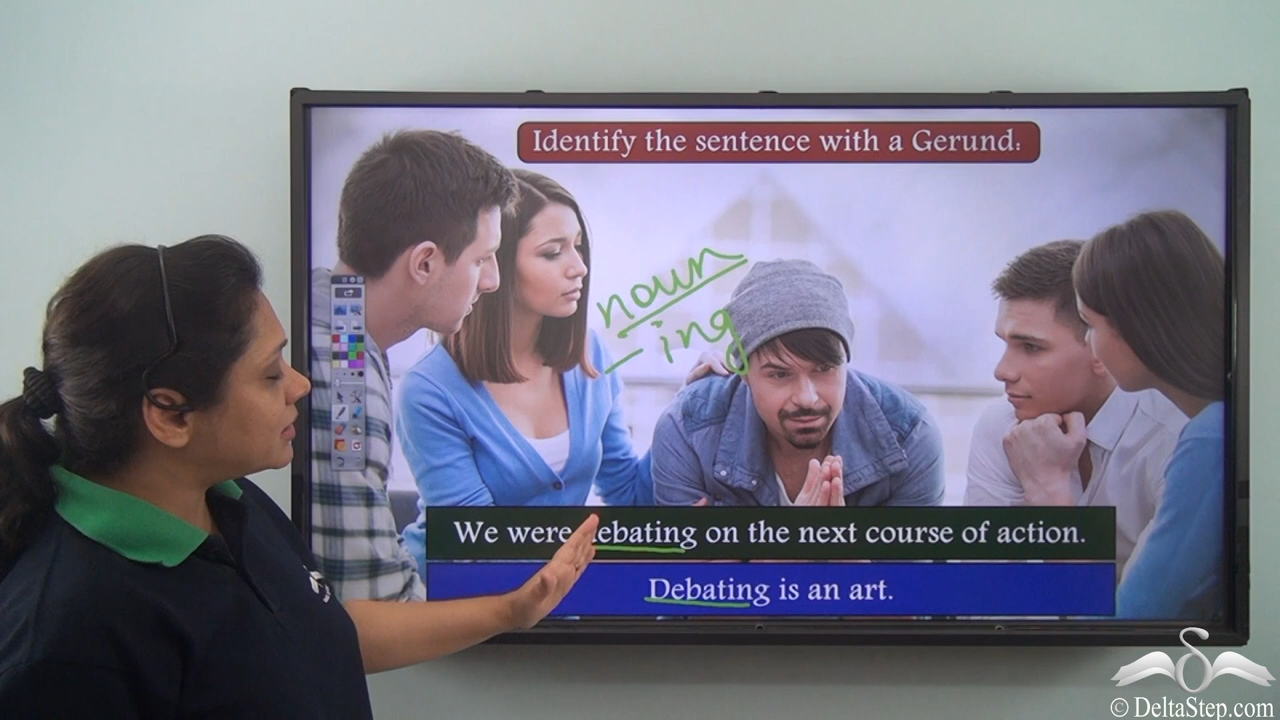 Identify the sentence with a Gerund:
noun
- ing
We were debating on the next course of action.
Debating is an art.
© DeltaStep.com